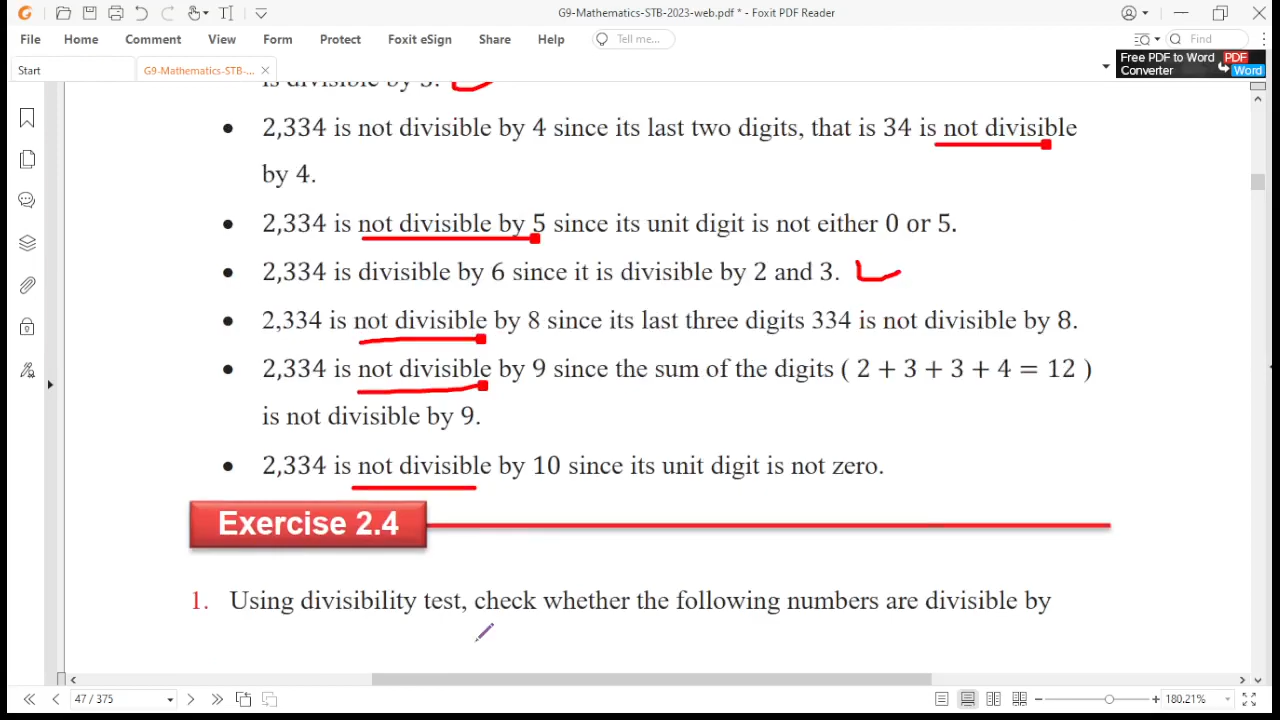 G9-Mathematics-STB-2023-web.pdf * - Foxit PDF Reader
File Home Comment View Form Protect Foxit eSign Share Help Tell me... Find
Start G9-Mathematics-STB-... Free PDF to Word Converter PDF Word
is divisible by 3.
• 2,334 is not divisible by 4 since its last two digits, that is 34 is not divisible
by 4.
• 2,334 is not divisible by 5 since its unit digit is not either 0 or 5.
• 2,334 is divisible by 6 since it is divisible by 2 and 3.
• 2,334 is not divisible by 8 since its last three digits 334 is not divisible by 8.
• 2,334 is not divisible by 9 since the sum of the digits ( 2 + 3 + 3 + 4 = 12 )
is not divisible by 9.
• 2,334 is not divisible by 10 since its unit digit is not zero.
Exercise 2.4
1. Using divisibility test, check whether the following numbers are divisible by
47 / 375 180.21%